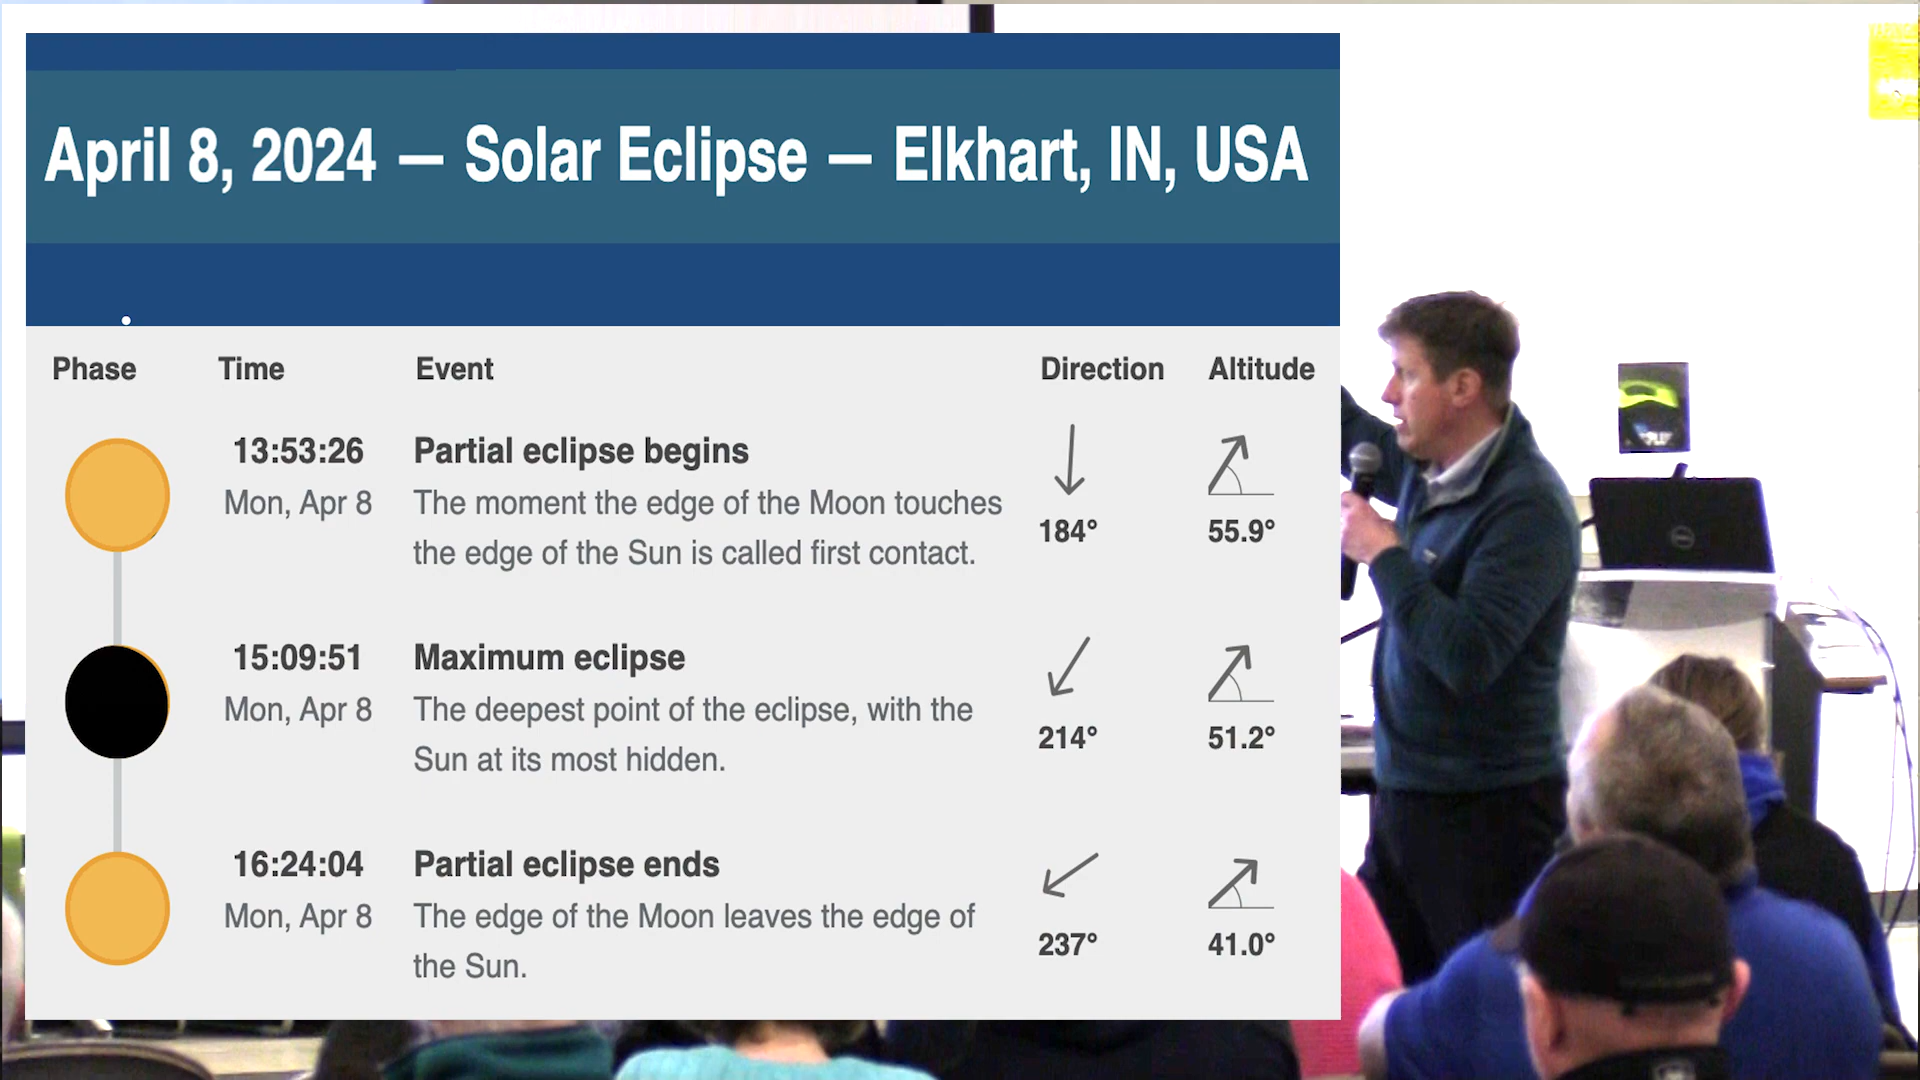 April 8, 2024 — Solar Eclipse — Elkhart, IN, USA
Phase Time Event Direction Altitude
13:53:26 Partial eclipse begins
Mon, Apr 8 The moment the edge of the Moon touches
the edge of the Sun is called first contact.
184° 55.9°
15:09:51 Maximum eclipse
Mon, Apr 8 The deepest point of the eclipse, with the
214° 51.2°
Sun at its most hidden.
16:24:04 Partial eclipse ends
Mon, Apr 8 The edge of the Moon leaves the edge of
237° 41.0°
the Sun.
DELL